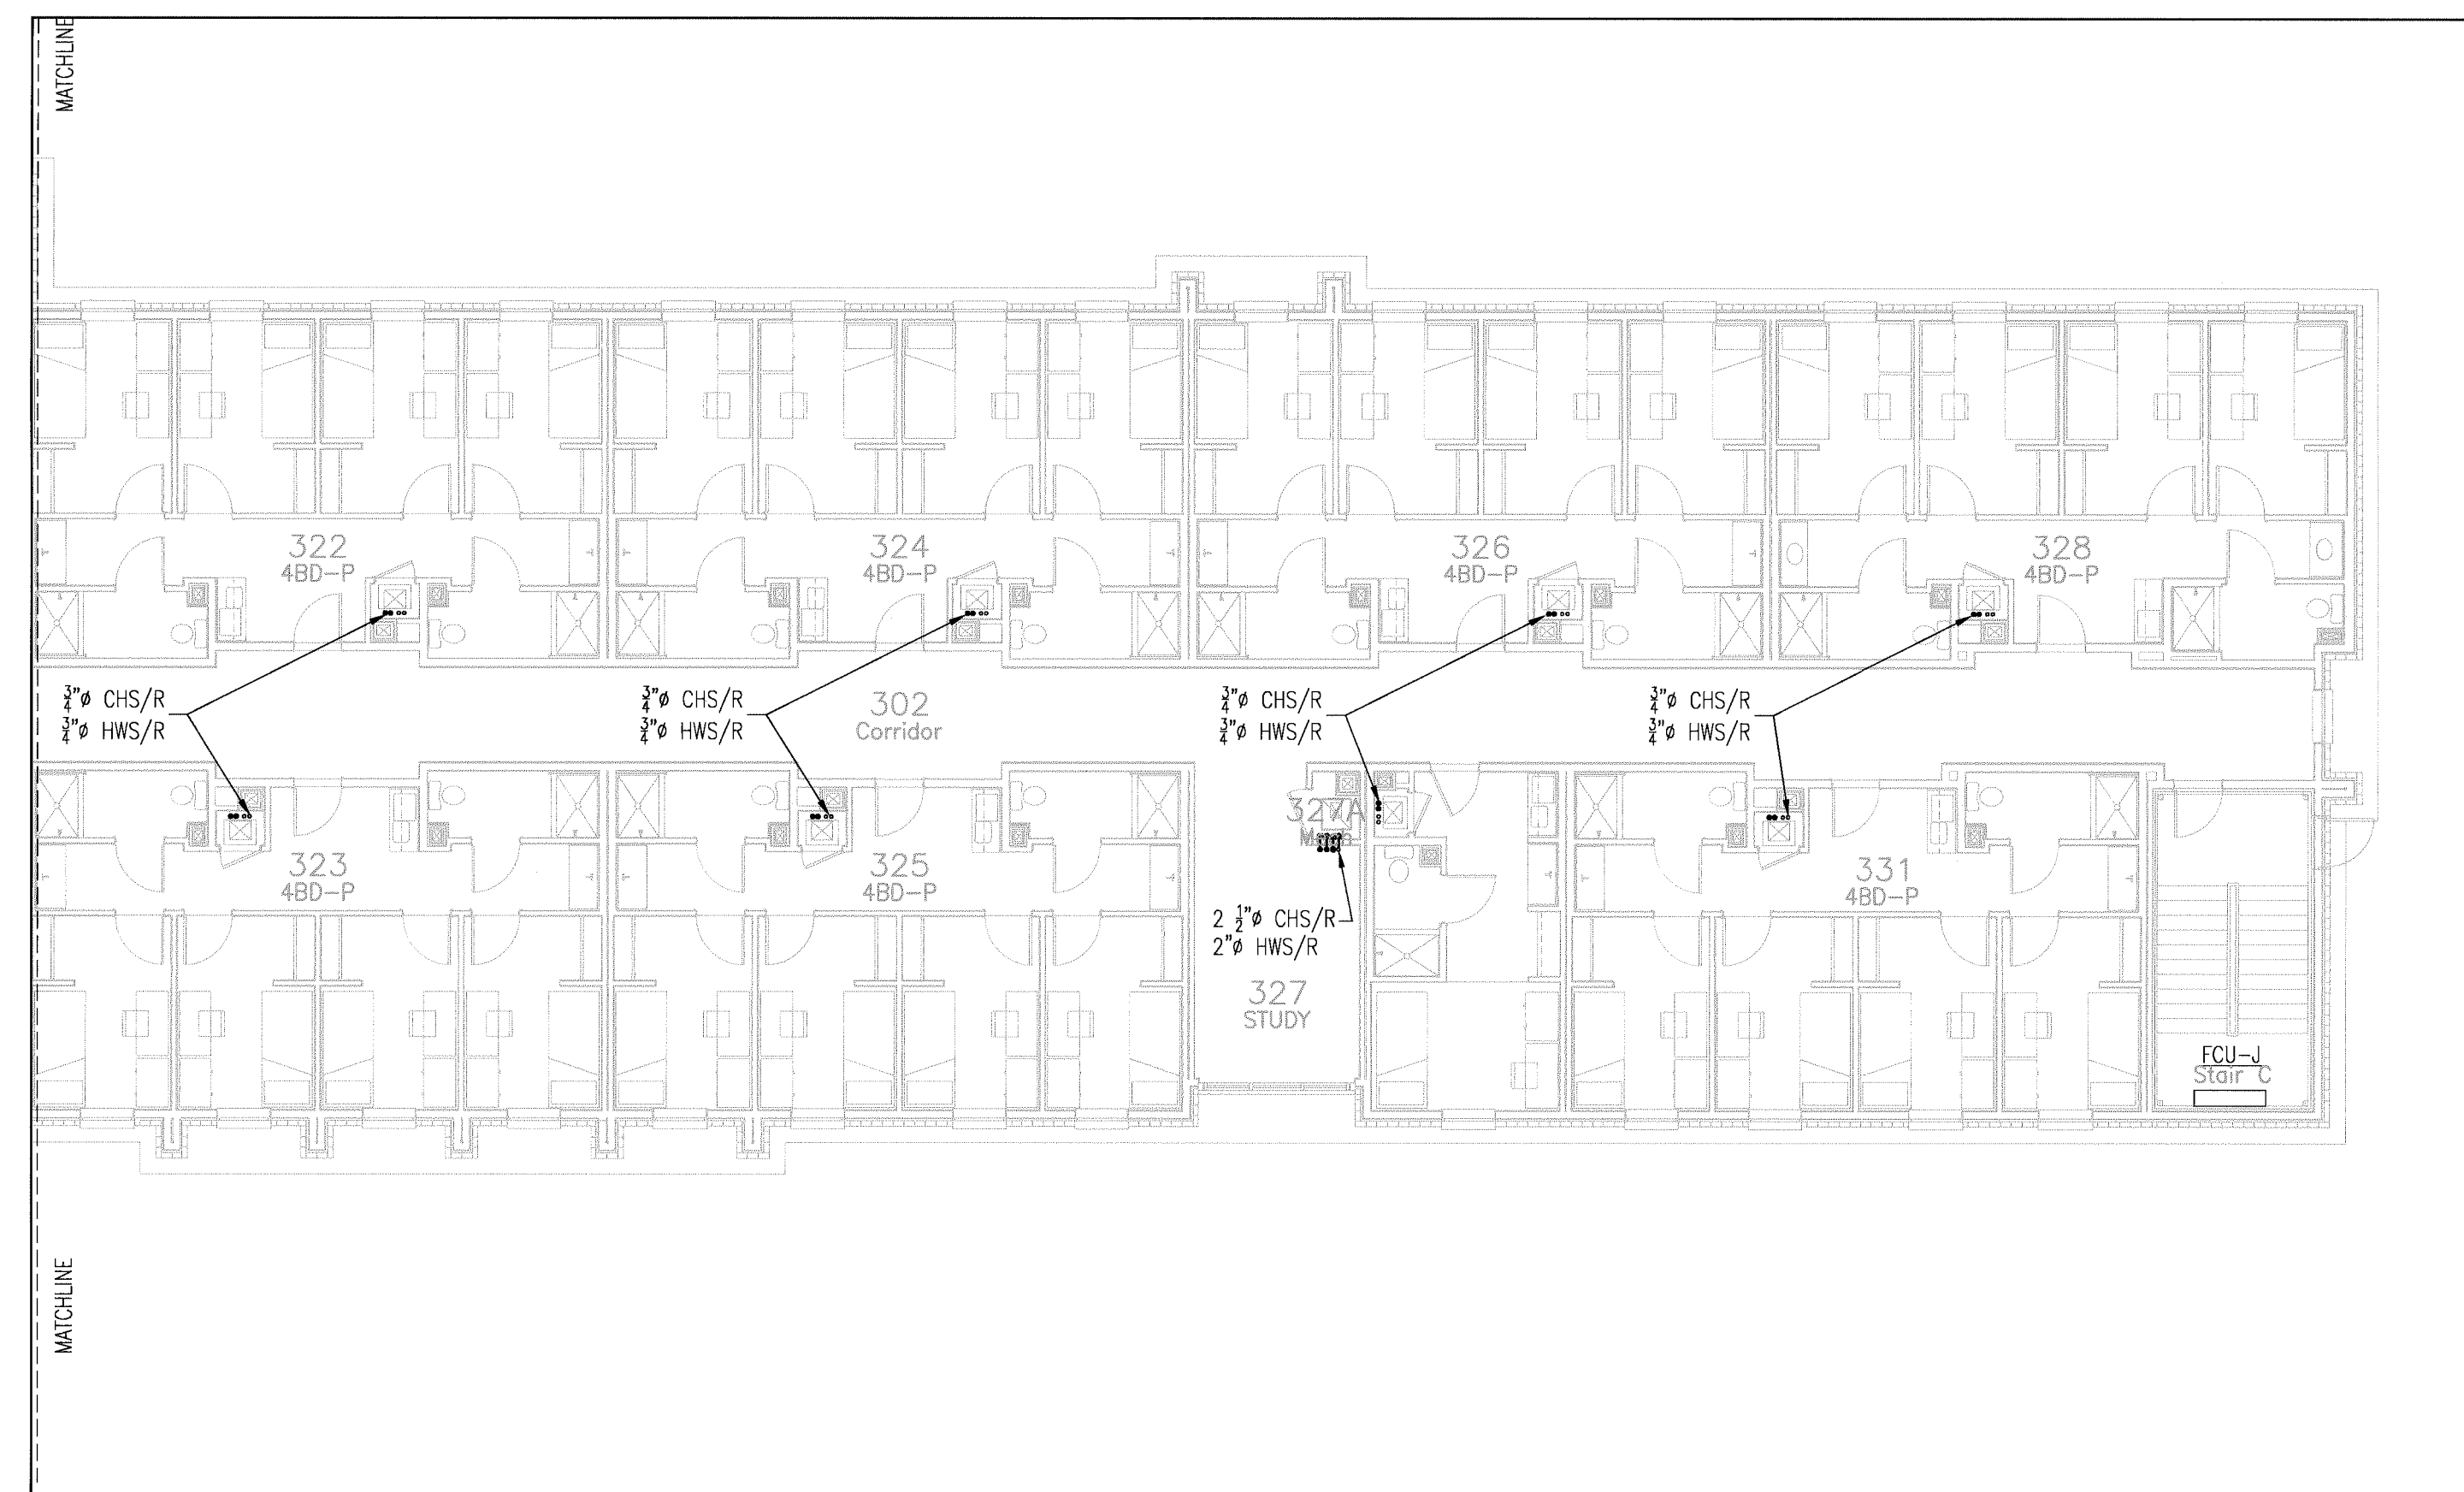 MATCHLINE
322
4BD-P
324
4BD-P
326
4BD-P
328
4BD-P
3/4"ø CHS/R
3/4"ø HWS/R
3/4"ø CHS/R
3/4"ø HWS/R
302
Corridor
3/4"ø CHS/R
3/4"ø HWS/R
3/4"ø CHS/R
3/4"ø HWS/R
327A
323
4BD-P
325
4BD-P
331
4BD-P
2 1/2"ø CHS/R
2"ø HWS/R
327
STUDY
FCU-J
Stair C
MATCHLINE